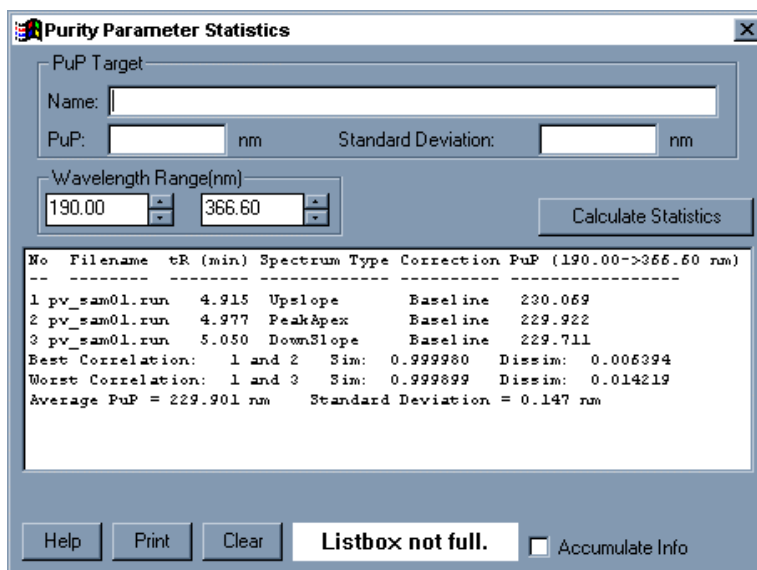 Purity Parameter Statistics
PuP Target
Name:
PuP: nm Standard Deviation: nm
Wavelength Range(nm)
190.00 366.60 Calculate Statistics
No Filename tR (min) Spectrum Type Correction PuP (190.00->366.60 nm)
-- -------- -------- ------------- ---------- -----------------
1 pv_sam01.run 4.915 Upslope Baseline 230.069
2 pv_sam01.run 4.977 PeakApex Baseline 229.922
3 pv_sam01.run 5.050 DownSlope Baseline 229.711
Best Correlation: 1 and 2 Sim: 0.999980 Dissim: 0.006394
Worst Correlation: 1 and 3 Sim: 0.999899 Dissim: 0.014219
Average PuP = 229.901 nm Standard Deviation = 0.147 nm
Help Print Clear Listbox not full. Accumulate Info